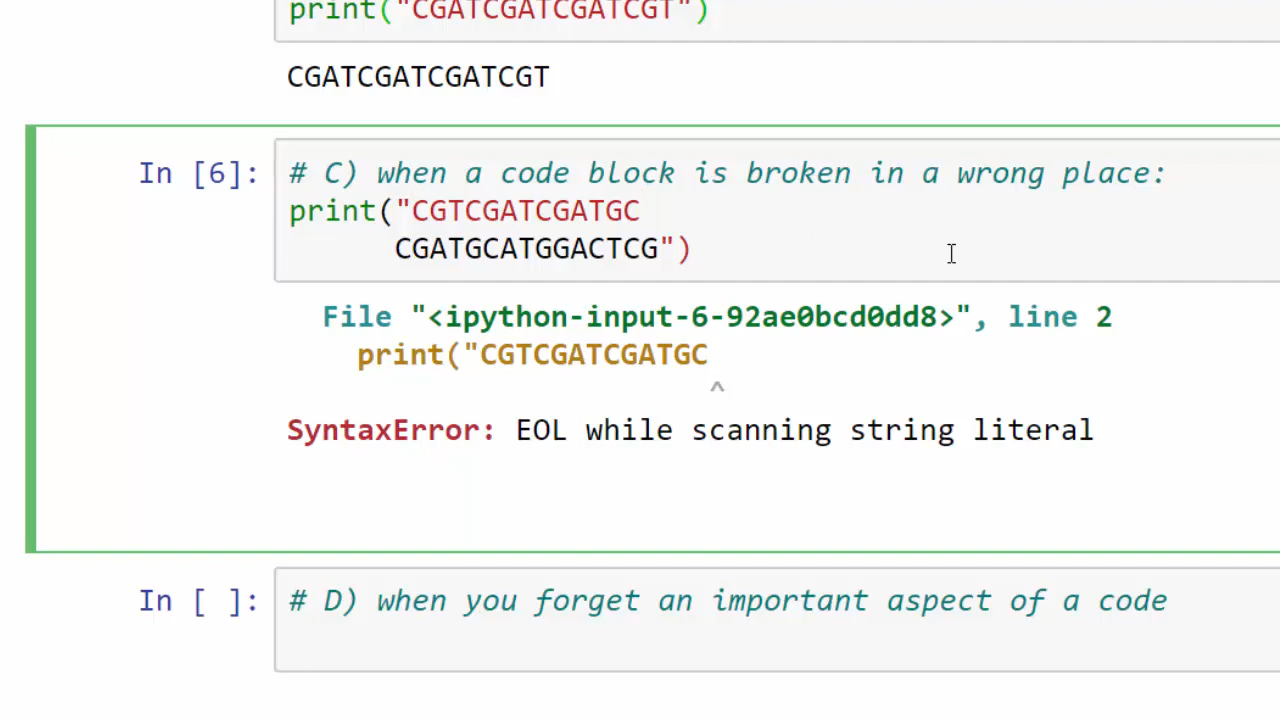 print("CGATCGATCGATCGT")
CGATCGATCGATCGT
In [6]: # C) when a code block is broken in a wrong place:
print("CGTCGATCGATGC
CGATGCATGGACTCG")
File "<ipython-input-6-92ae0bcd0dd8>", line 2
print("CGTCGATCGATGC
^
SyntaxError: EOL while scanning string literal
In [ ]: # D) when you forget an important aspect of a code